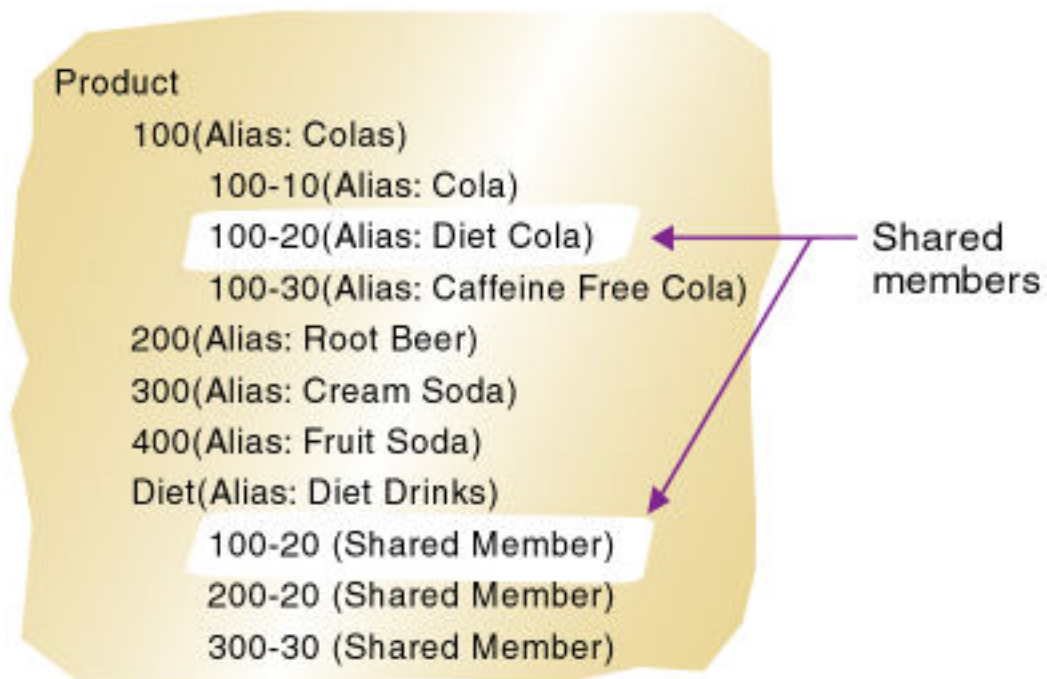 Product
100(Alias: Colas)
100-10(Alias: Cola)
100-20(Alias: Diet Cola)
100-30(Alias: Caffeine Free Cola)
200(Alias: Root Beer)
300(Alias: Cream Soda)
400(Alias: Fruit Soda)
Diet(Alias: Diet Drinks)
100-20 (Shared Member)
200-20 (Shared Member)
300-30 (Shared Member)
Shared
members